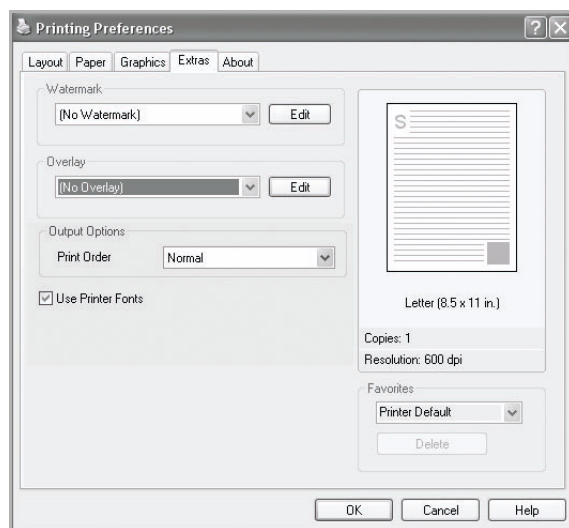 Printing Preferences
Layout Paper Graphics Extras About
Watermark
(No Watermark) Edit
Overlay
(No Overlay) Edit
Output Options
Print Order Normal
Use Printer Fonts
S
Letter (8.5 x 11 in.)
Copies: 1
Resolution: 600 dpi
Favorites
Printer Default
Delete
OK Cancel Help